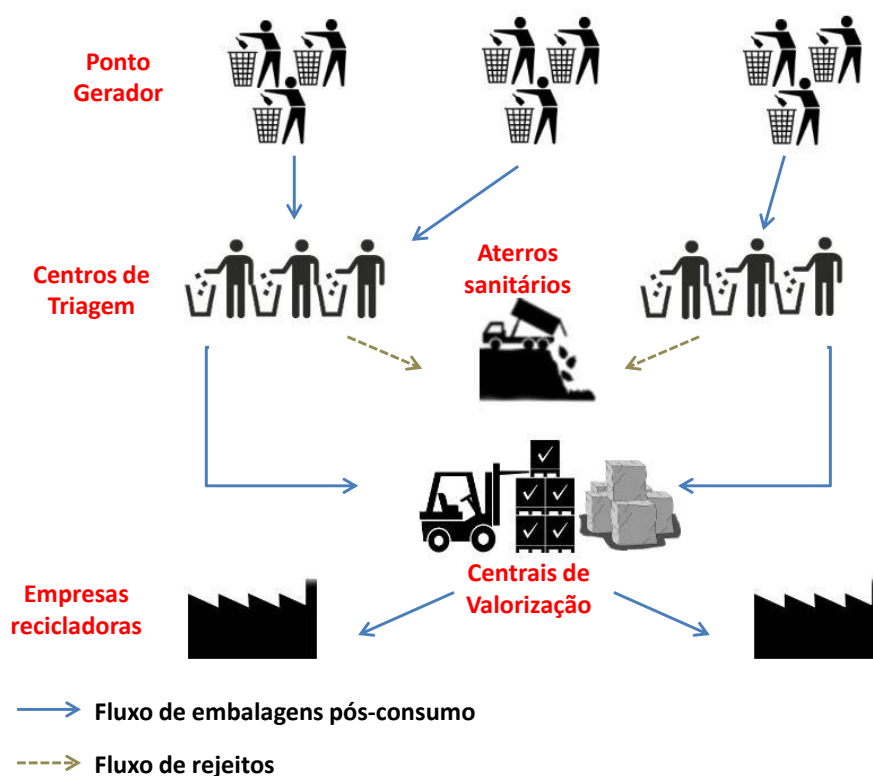 Ponto
Gerador
Centros de
Triagem
Aterros
sanitários
Centrais de
Valorização
Empresas
recicladoras
Fluxo de embalagens pós-consumo
Fluxo de rejeitos